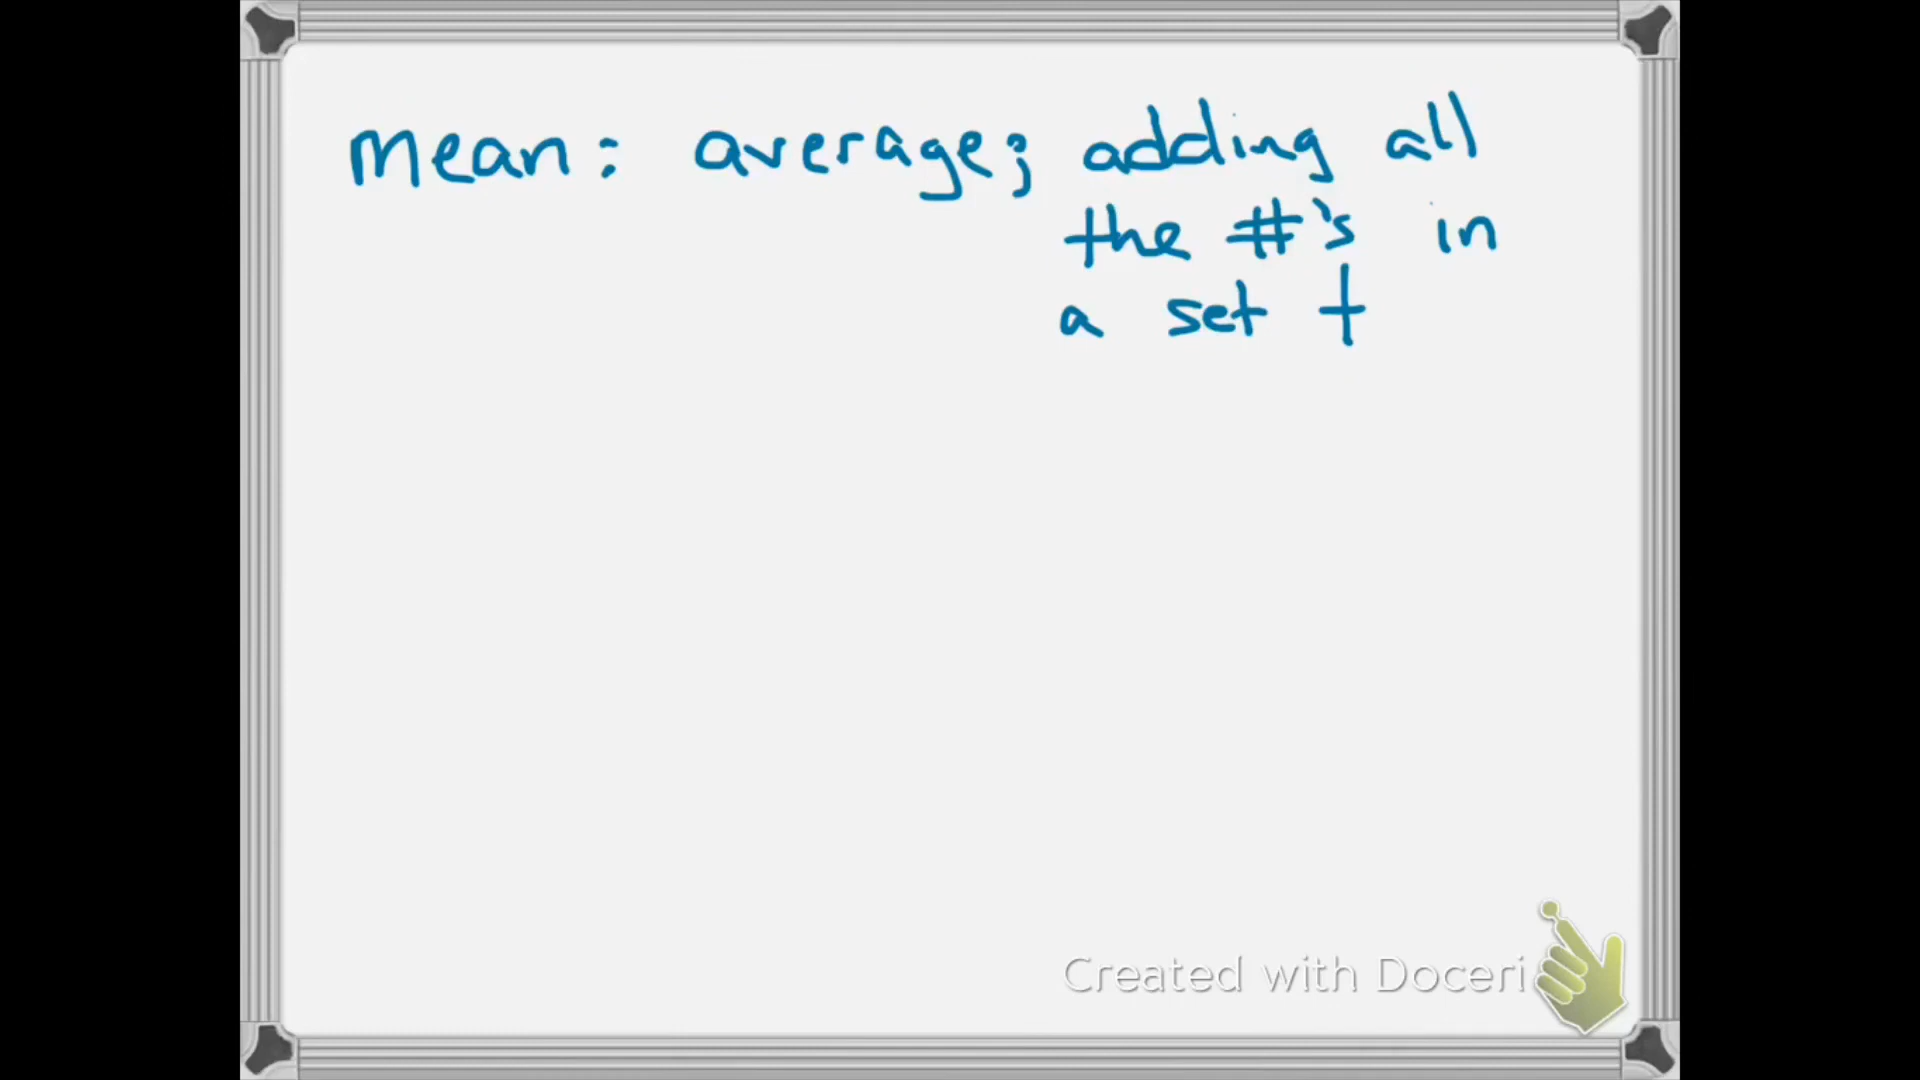 mean: average; adding all
the #'s in
a set +
Created with Doceri